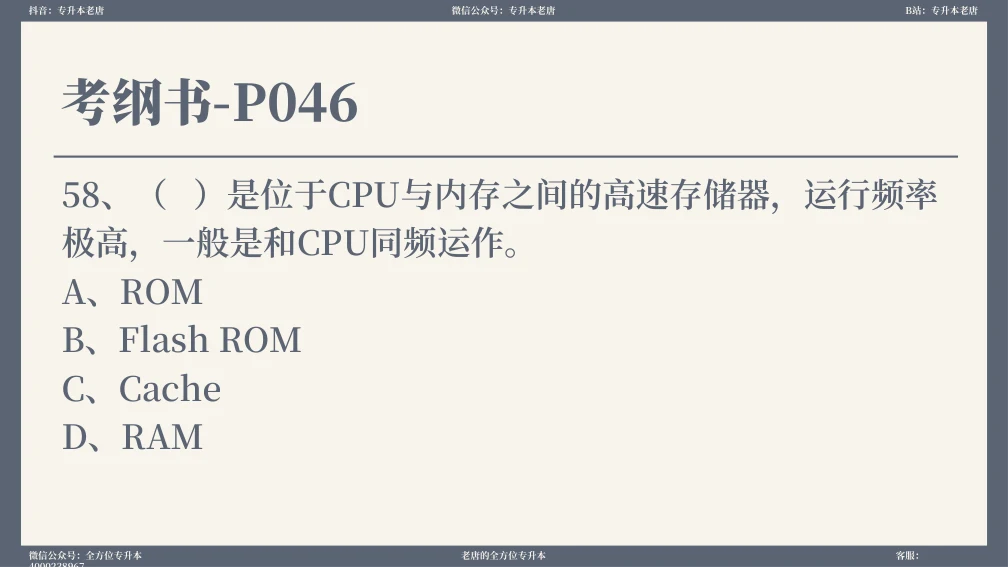 抖音：专升本老唐
微信公众号：专升本老唐
B站：专升本老唐
考纲书-P046
58、（ ）是位于CPU与内存之间的高速存储器，运行频率
极高，一般是和CPU同频运作。
A、ROM
B、Flash ROM
C、Cache
D、RAM
微信公众号：全方位专升本
老唐的全方位专升本
客服：
4000238967